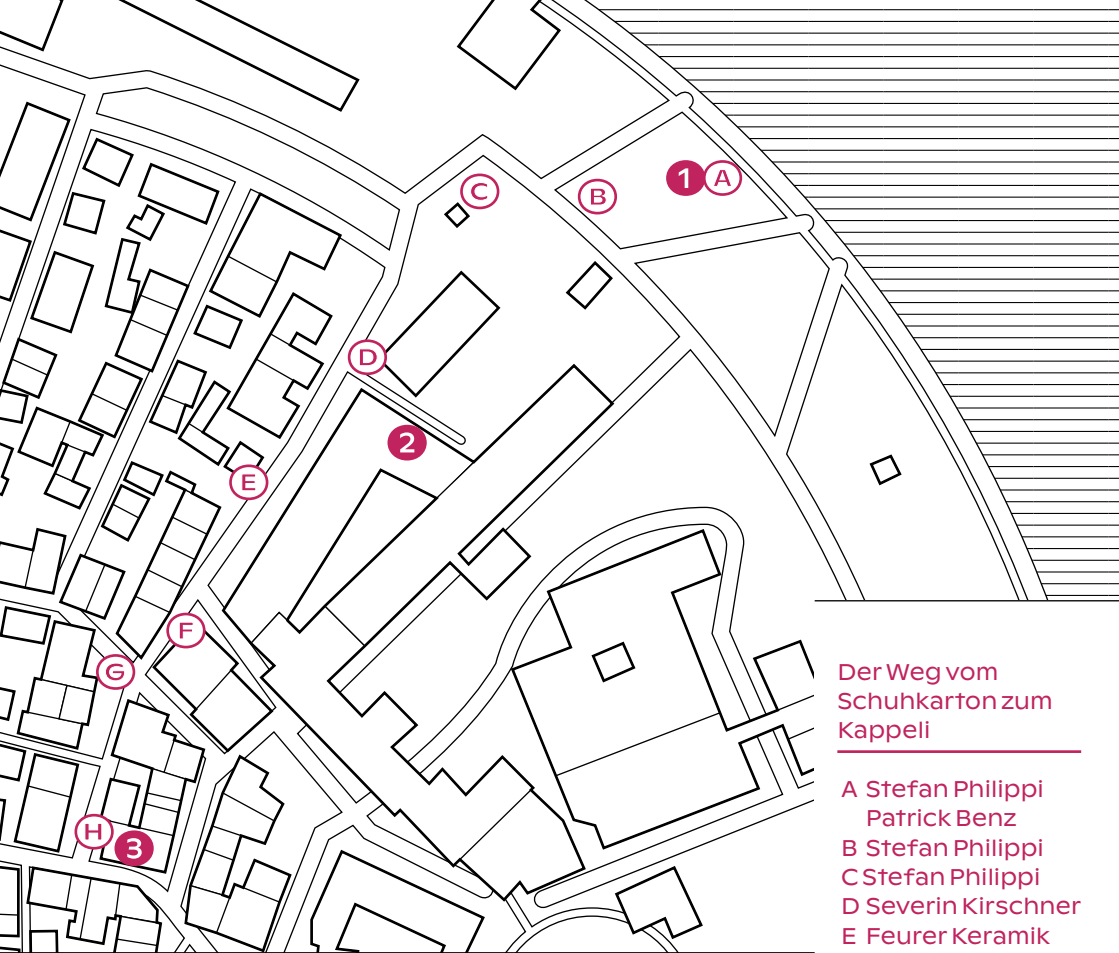 C
B
1 A
D
2
E
F
G
H
3
Der Weg vom
Schuhkarton zum
Kappeli
A Stefan Philippi
Patrick Benz
B Stefan Philippi
C Stefan Philippi
D Severin Kirschner
E Feurer Keramik